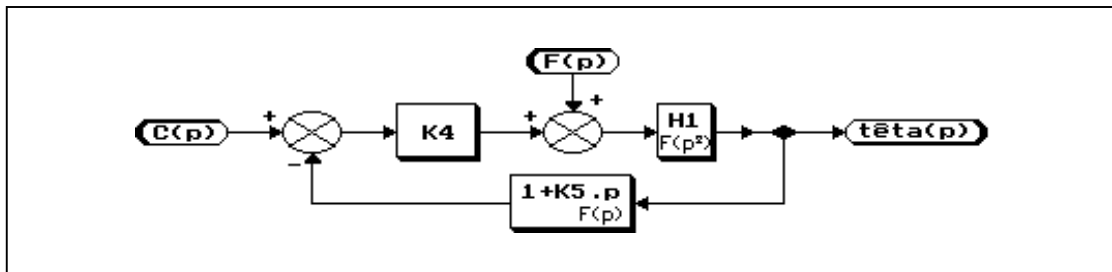 F(p)
+
C(p)
+
-
K4
+
H1
F(p²)
têta(p)
1+K5.p
F(p)